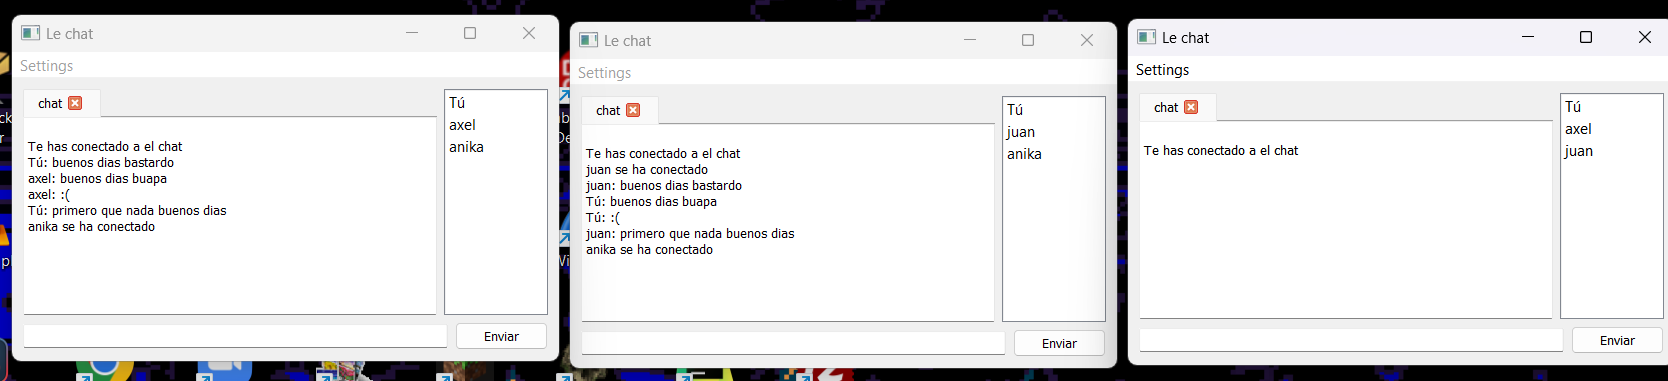 Le chat
Settings
chat
Te has conectado a el chat
Tú: buenos dias bastardo
axel: buenos dias buapa
axel: :(
Tú: primero que nada buenos dias
anika se ha conectado
Tú
axel
anika
Enviar
Le chat
Settings
chat
Te has conectado a el chat
juan se ha conectado
juan: buenos dias bastardo
Tú: buenos dias buapa
Tú: :(
juan: primero que nada buenos dias
anika se ha conectado
Tú
juan
anika
Enviar
Le chat
Settings
chat
Te has conectado a el chat
Tú
axel
juan
Enviar